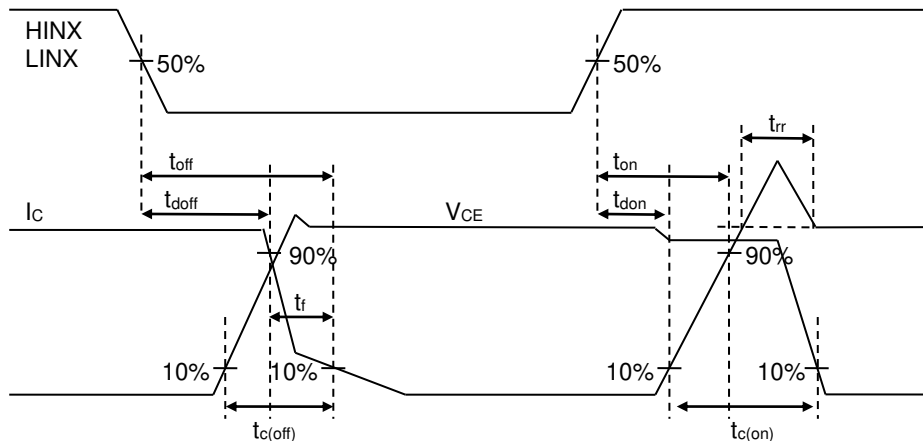 HINX
LINX
50%
50%
trr
toff
ton
tdoff
tdon
IC
VCE
90%
90%
tf
10%
10%
10%
10%
tc(off)
tc(on)